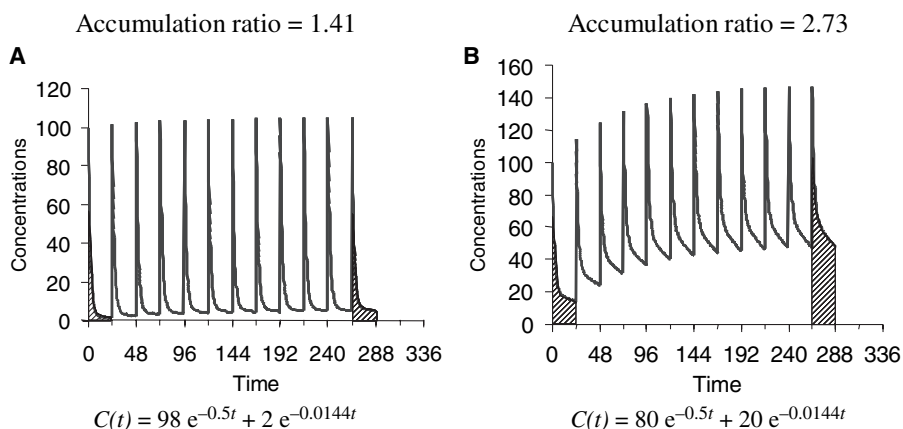 Accumulation ratio = 1.41
A
120
100
80
60
40
20
0
Concentrations
0 48 96 144 192 240 288 336
Time
C(t) = 98 e^–0.5t + 2 e^–0.0144t
Accumulation ratio = 2.73
B
160
140
120
100
80
60
40
20
0
Concentrations
0 48 96 144 192 240 288 336
Time
C(t) = 80 e^–0.5t + 20 e^–0.0144t